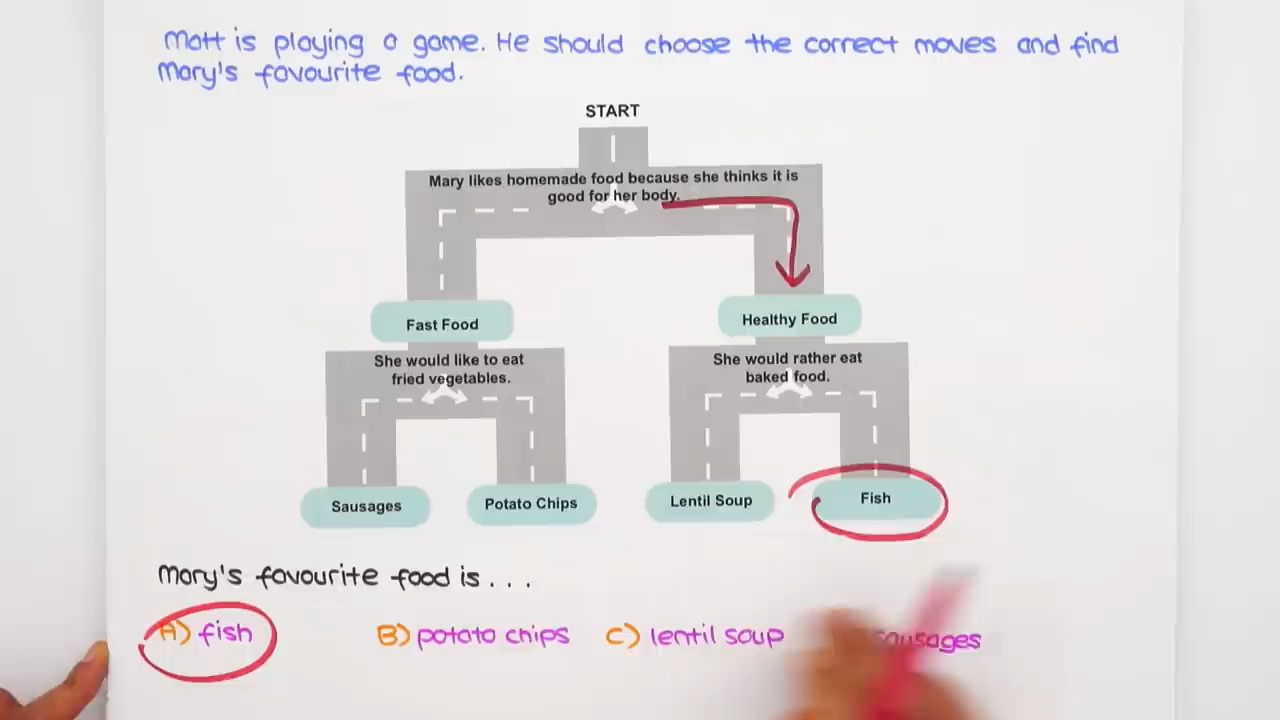 Matt is playing a game. He should choose the correct moves and find
Mary's favourite food.
START
Mary likes homemade food because she thinks it is
good for her body.
Fast Food
Healthy Food
She would like to eat
fried vegetables.
She would rather eat
baked food.
Sausages
Potato Chips
Lentil Soup
Fish
Mary's favourite food is . . .
A) fish
B) potato chips
C) lentil soup
sausages